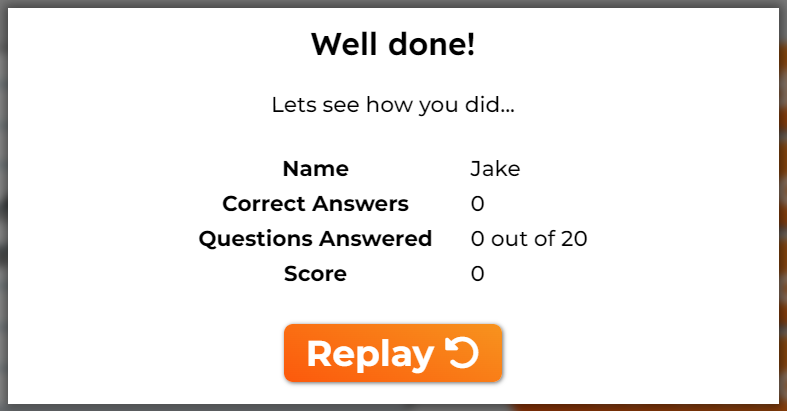 Well done!
Lets see how you did...
Name Jake
Correct Answers 0
Questions Answered 0 out of 20
Score 0
Replay